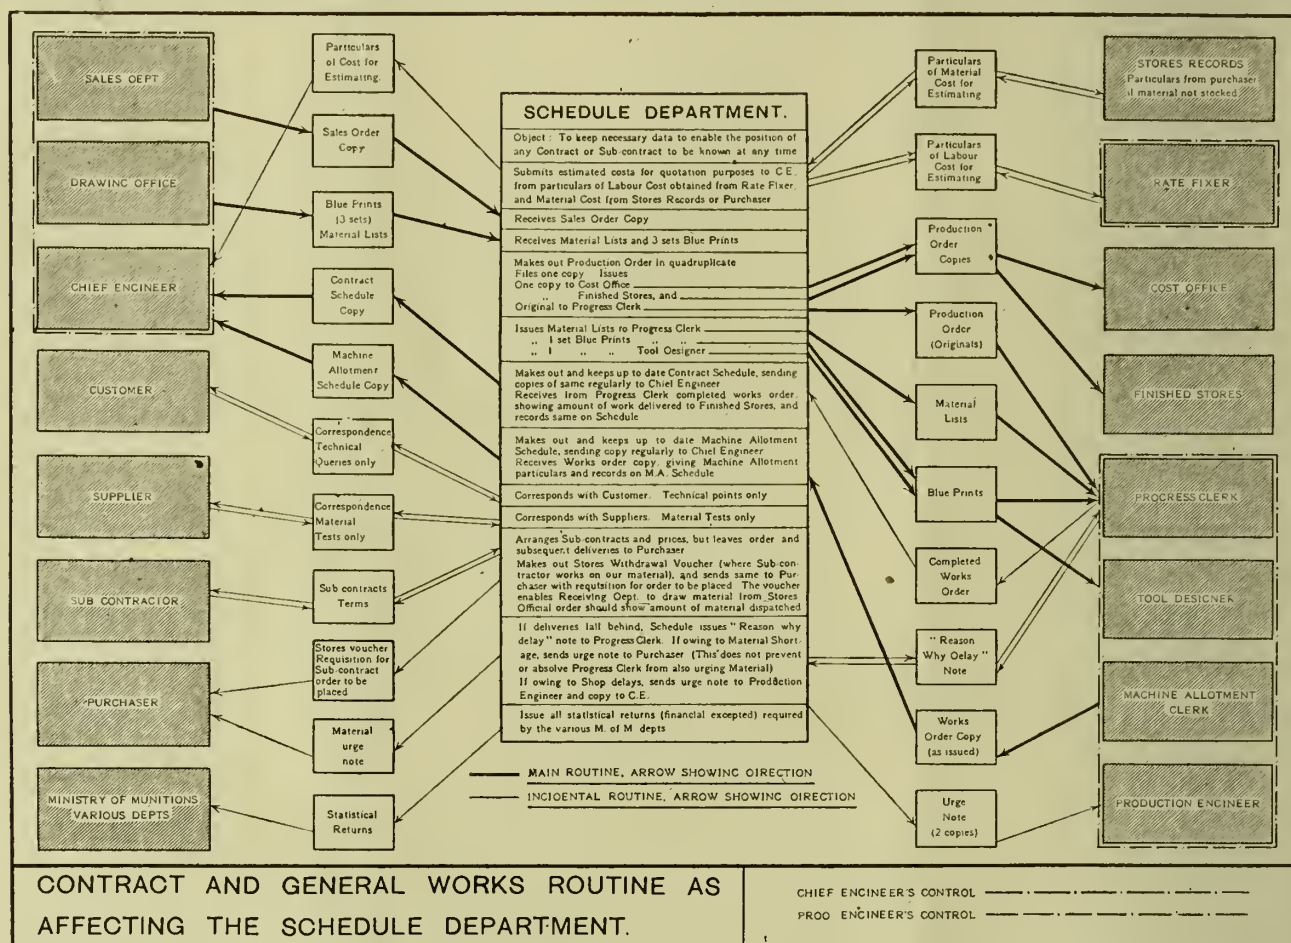 SALES DEPT
DRAWING OFFICE
CHIEF ENGINEER
CUSTOMER
SUPPLIER
SUB CONTRACTOR
PURCHASER
MINISTRY OF MUNITIONS
VARIOUS DEPTS
Particulars
of Cost for
Estimating.
Sales Order
Copy
Blue Prints
(3 sets)
Material Lists
Contract
Schedule
Copy
Machine
Allotment
Schedule Copy
Correspondence
Technical
Queries only
Correspondence
Material
Tests only
Sub contracts
Terms
Stores voucher
Requisition for
Sub-contract
order to be
placed
Material
urge
note
Statistical
Returns
SCHEDULE DEPARTMENT.
Object : To keep necessary data to enable the position of
any Contract or Sub-contract to be known at any time
Submits estimated costs for quotation purposes to C.E.
from particulars of Labour Cost obtained from Rate Fixer,
and Material Cost from Stores Records or Purchaser
Receives Sales Order Copy
Receives Material Lists and 3 sets Blue Prints
Makes out Production Order in quadruplicate
Files one copy Issues
One copy to Cost Office
„ Finished Stores, and
Original to Progress Clerk
Issues Material Lists to Progress Clerk
„ 1 set Blue Prints „ „
„ 1 „ „ Tool Designer
Makes out and keeps up to date Contract Schedule, sending
copies of same regularly to Chief Engineer
Receives from Progress Clerk completed works order,
showing amount of work delivered to Finished Stores, and
records same on Schedule
Makes out and keeps up to date Machine Allotment
Schedule, sending copy regularly to Chief Engineer
Receives Works order copy, giving Machine Allotment
particulars and records on M.A. Schedule
Corresponds with Customer. Technical points only
Corresponds with Suppliers. Material Tests only
Arranges Sub-contracts and prices, but leaves order and
subsequent deliveries to Purchaser
Makes out Stores Withdrawal Voucher (where Sub-con-
tractor works on our material), and sends same to Pur-
chaser with requisition for order to be placed The voucher
enables Receiving Dept. to draw material from Stores
Official order should show amount of material dispatched
If deliveries fall behind, Schedule issues "Reason why
delay" note to Progress Clerk. If owing to Material Short-
age, sends urge note to Purchaser (This does not prevent
or absolve Progress Clerk from also urging Material)
If owing to Shop delays, sends urge note to Production
Engineer and copy to C.E.
Issue all statistical returns (financial excepted) required
by the various M. of M depts
MAIN ROUTINE, ARROW SHOWING DIRECTION
INCIDENTAL ROUTINE, ARROW SHOWING DIRECTION
Particulars
of Material
Cost for
Estimating
Particulars
of Labour
Cost for
Estimating
Production
Order
Copies
Production
Order
(Originals)
Material
Lists
Blue Prints
Completed
Works
Order
"Reason
Why Delay"
Note
Works
Order Copy
(as issued)
Urge
Note
(2 copies)
STORES RECORDS
Particulars from purchaser
if material not stocked
RATE FIXER
COST OFFICE
FINISHED STORES
PROGRESS CLERK
TOOL DESIGNER
MACHINE ALLOTMENT
CLERK
PRODUCTION ENGINEER
CONTRACT AND GENERAL WORKS ROUTINE AS
AFFECTING THE SCHEDULE DEPARTMENT.
CHIEF ENGINEER'S CONTROL
PROD ENGINEER'S CONTROL